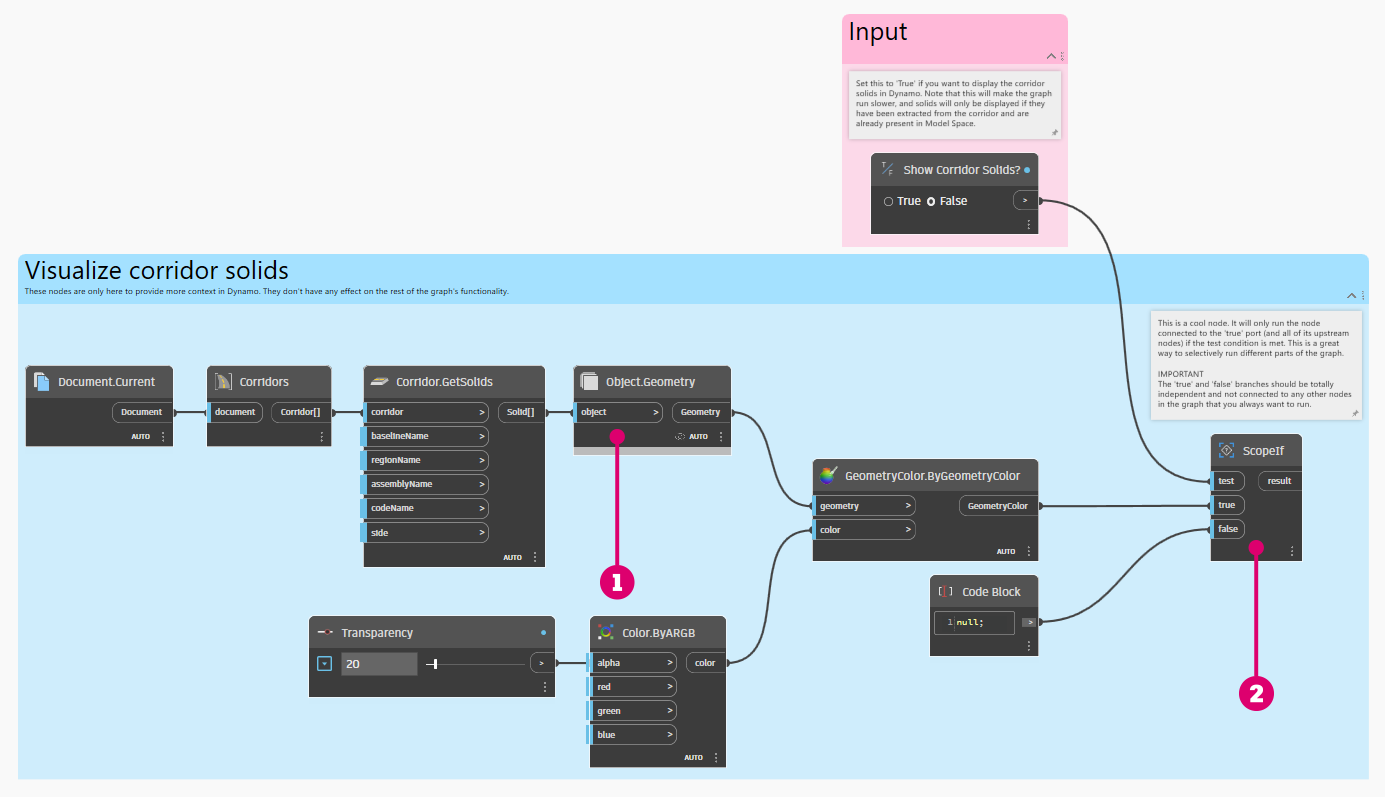 Input
Set this to 'True' if you want to display the corridor
solids in Dynamo. Note that this will make the graph
run slower, and solids will only be displayed if they
have been extracted from the corridor and are
already present in Model Space.
T/F
Show Corridor Solids?
True
False
>
Visualize corridor solids
These nodes are only here to provide more context in Dynamo. They don't have any effect on the rest of the graph's functionality.
This is a cool node. It will only run the node
connected to the 'true' port (and all of its upstream
nodes) if the test condition is met. This is a great
way to selectively run different parts of the graph.
IMPORTANT
The 'true' and 'false' branches should be totally
independent and not connected to any other nodes
in the graph that you always want to run.
Document.Current
Document
AUTO
Corridors
document
Corridor[]
Corridor.GetSolids
corridor >
Solid[]
baselineName >
regionName >
assemblyName >
codeName >
side >
AUTO
Object.Geometry
object >
Geometry
AUTO
1
GeometryColor.ByGeometryColor
geometry >
GeometryColor
color >
AUTO
ScopeIf
test
result
true
false
2
Code Block
1 null;
>
Transparency
20
>
Color.ByARGB
alpha >
color
red >
green >
blue >
AUTO